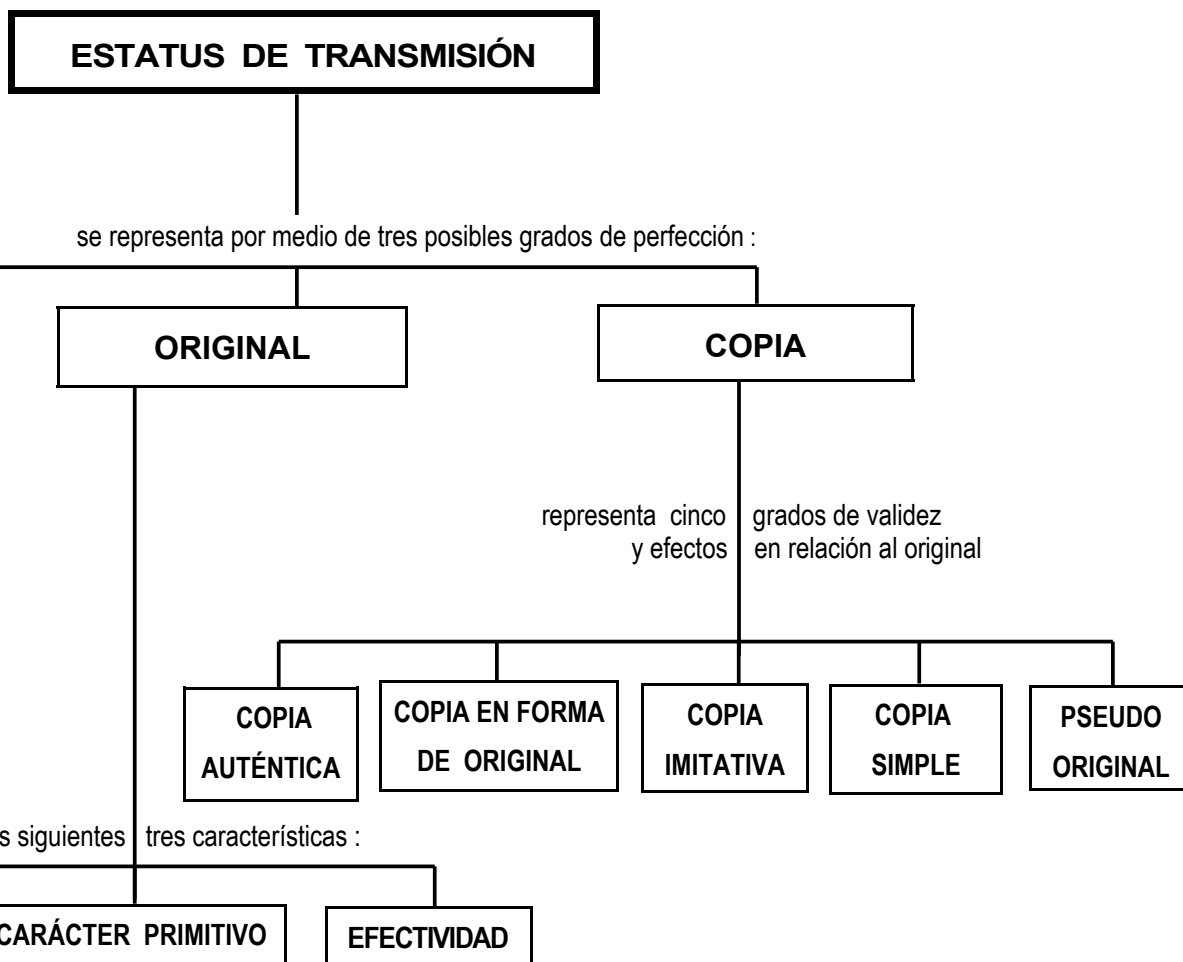 ESTATUS DE TRANSMISIÓN
se representa por medio de tres posibles grados de perfección :
ORIGINAL
COPIA
representa cinco grados de validez
y efectos en relación al original
COPIA
AUTÉNTICA
COPIA EN FORMA
DE ORIGINAL
COPIA
IMITATIVA
COPIA
SIMPLE
PSEUDO
ORIGINAL
s siguientes tres características :
CARÁCTER PRIMITIVO
EFECTIVIDAD